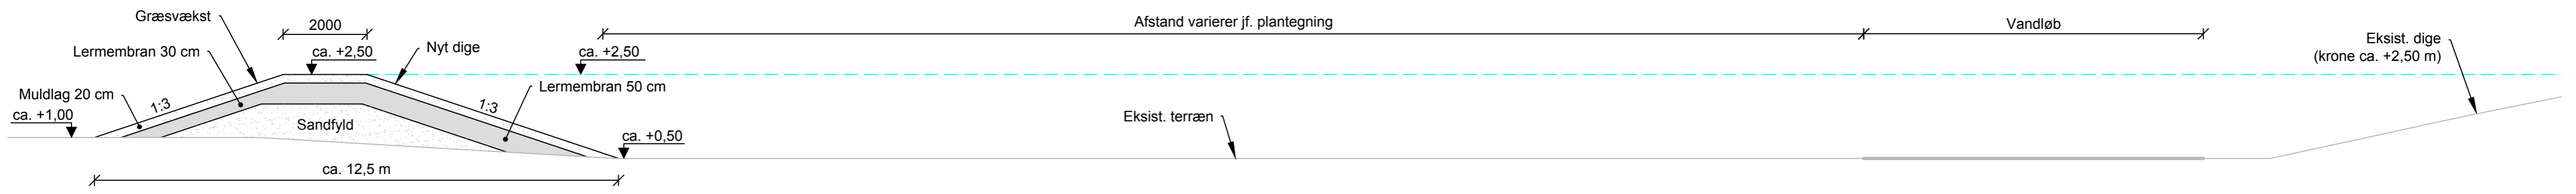 Græsvækst
2000
Afstand varierer jf. plantegning
Vandløb
Lermembran 30 cm
ca. +2,50
Nyt dige
ca. +2,50
Eksist. dige
(krone ca. +2,50 m)
Muldlag 20 cm
1:3
1:3
Lermembran 50 cm
ca. +1,00
Sandfyld
Eksist. terræn
ca. +0,50
ca. 12,5 m